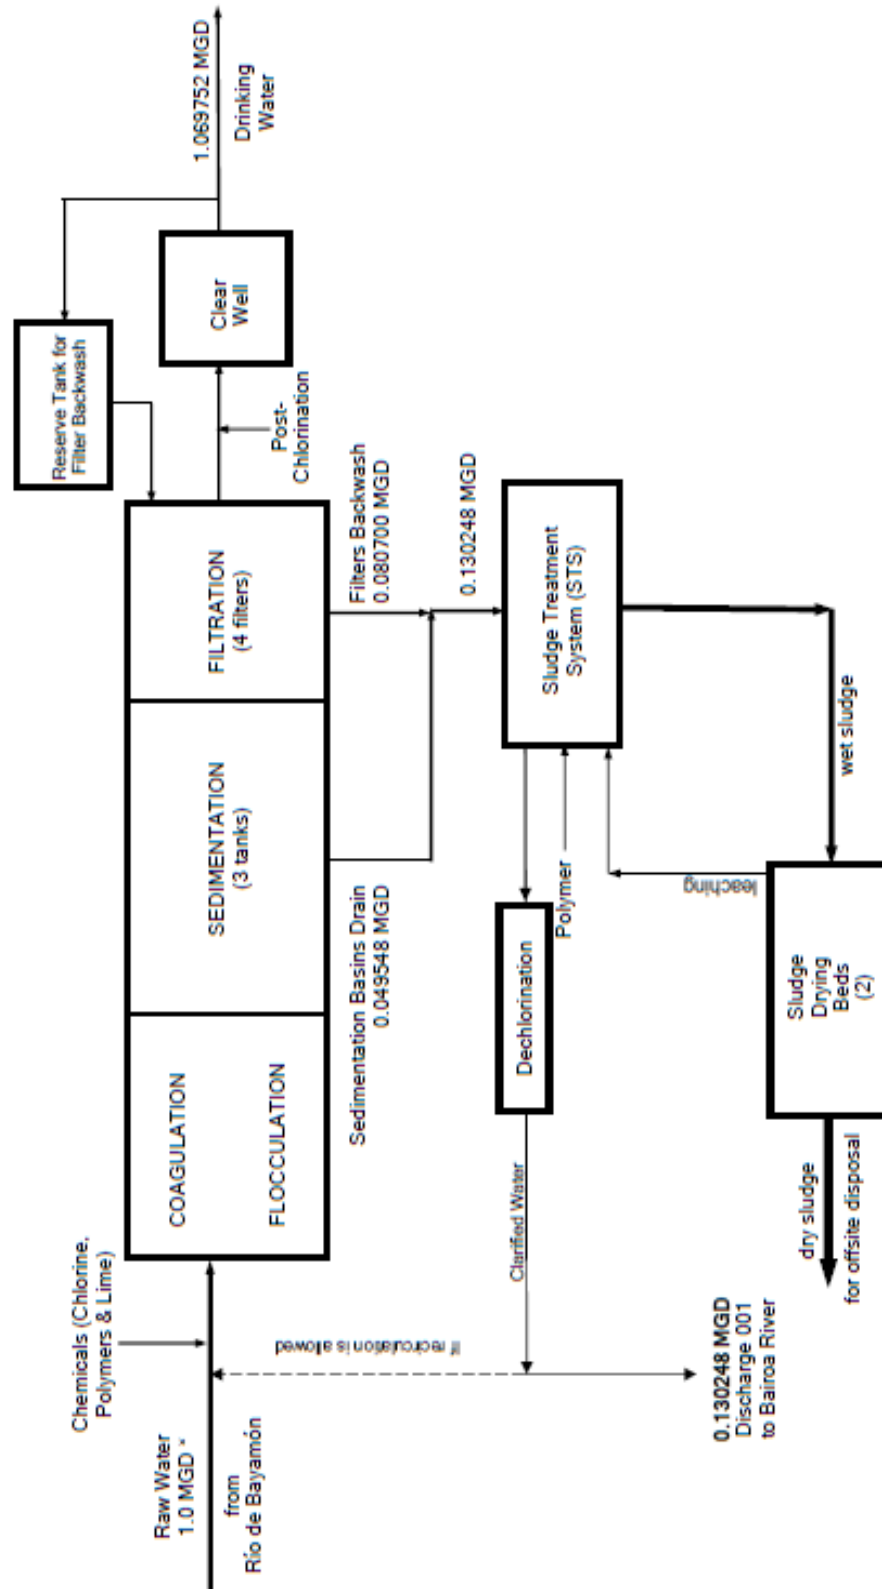 Chemicals (Chlorine,
Polymers & Lime)
Raw Water
1.0 MGD *
from
Río de Bayamón
COAGULATION
FLOCCULATION
SEDIMENTATION
(3 tanks)
FILTRATION
(4 filters)
Reserve Tank for
Filter Backwash
Post-
Chlorination
Clear
Well
1.069752 MGD
Drinking
Water
Sedimentation Basins Drain
0.049548 MGD
Filters Backwash
0.080700 MGD
0.130248 MGD
If recirculation is allowed
Clarified Water
Dechlorination
Polymer
Sludge Treatment
System (STS)
0.130248 MGD
Discharge 001
to Bairoa River
leaching
wet sludge
Sludge
Drying
Beds
(2)
dry sludge
for offsite disposal